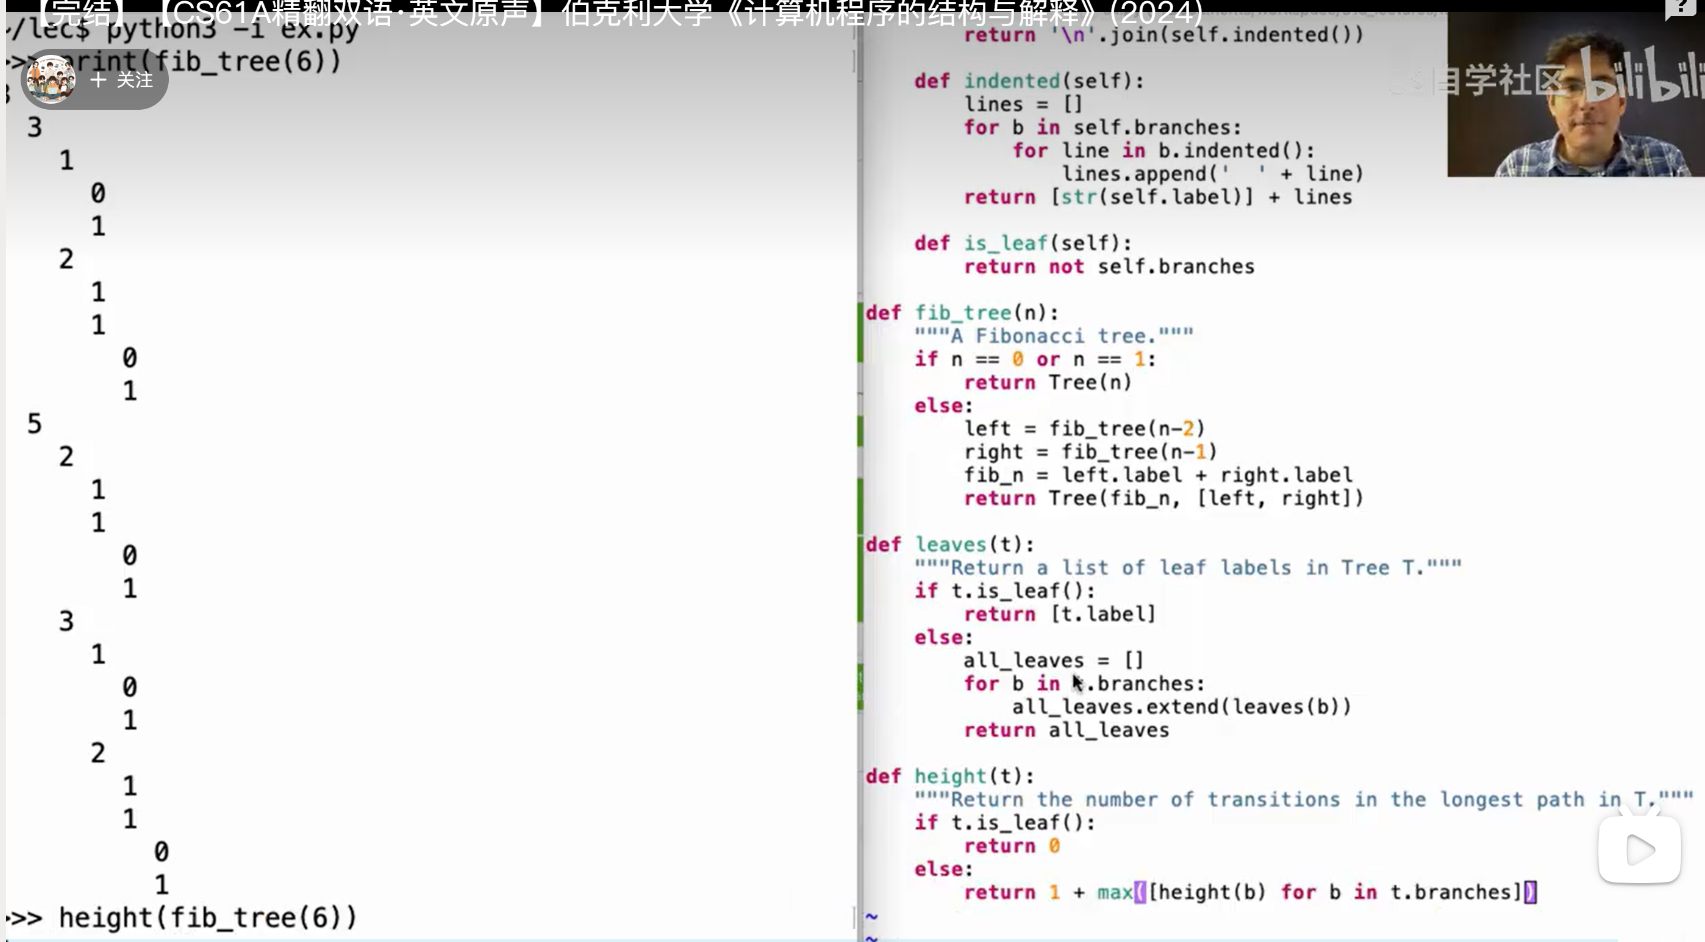 【完结】【CS61A精翻双语·英文原声】伯克利大学《计算机程序的结构与解释》(2024)
/lec$ python3 -i ex.py
>> print(fib_tree(6))
+ 关注
3
1
0
1
2
1
1
0
1
5
2
1
1
0
1
3
1
0
1
2
1
1
0
1
>> height(fib_tree(6))
return '\n'.join(self.indented())
def indented(self):
lines = []
for b in self.branches:
for line in b.indented():
lines.append('  ' + line)
return [str(self.label)] + lines
def is_leaf(self):
return not self.branches
def fib_tree(n):
"""A Fibonacci tree."""
if n == 0 or n == 1:
return Tree(n)
else:
left = fib_tree(n-2)
right = fib_tree(n-1)
fib_n = left.label + right.label
return Tree(fib_n, [left, right])
def leaves(t):
"""Return a list of leaf labels in Tree T."""
if t.is_leaf():
return [t.label]
else:
all_leaves = []
for b in .branches:
all_leaves.extend(leaves(b))
return all_leaves
def height(t):
"""Return the number of transitions in the longest path in T."""
if t.is_leaf():
return 0
else:
return 1 + max([height(b) for b in t.branches])
~
~
自学社区 bilibili